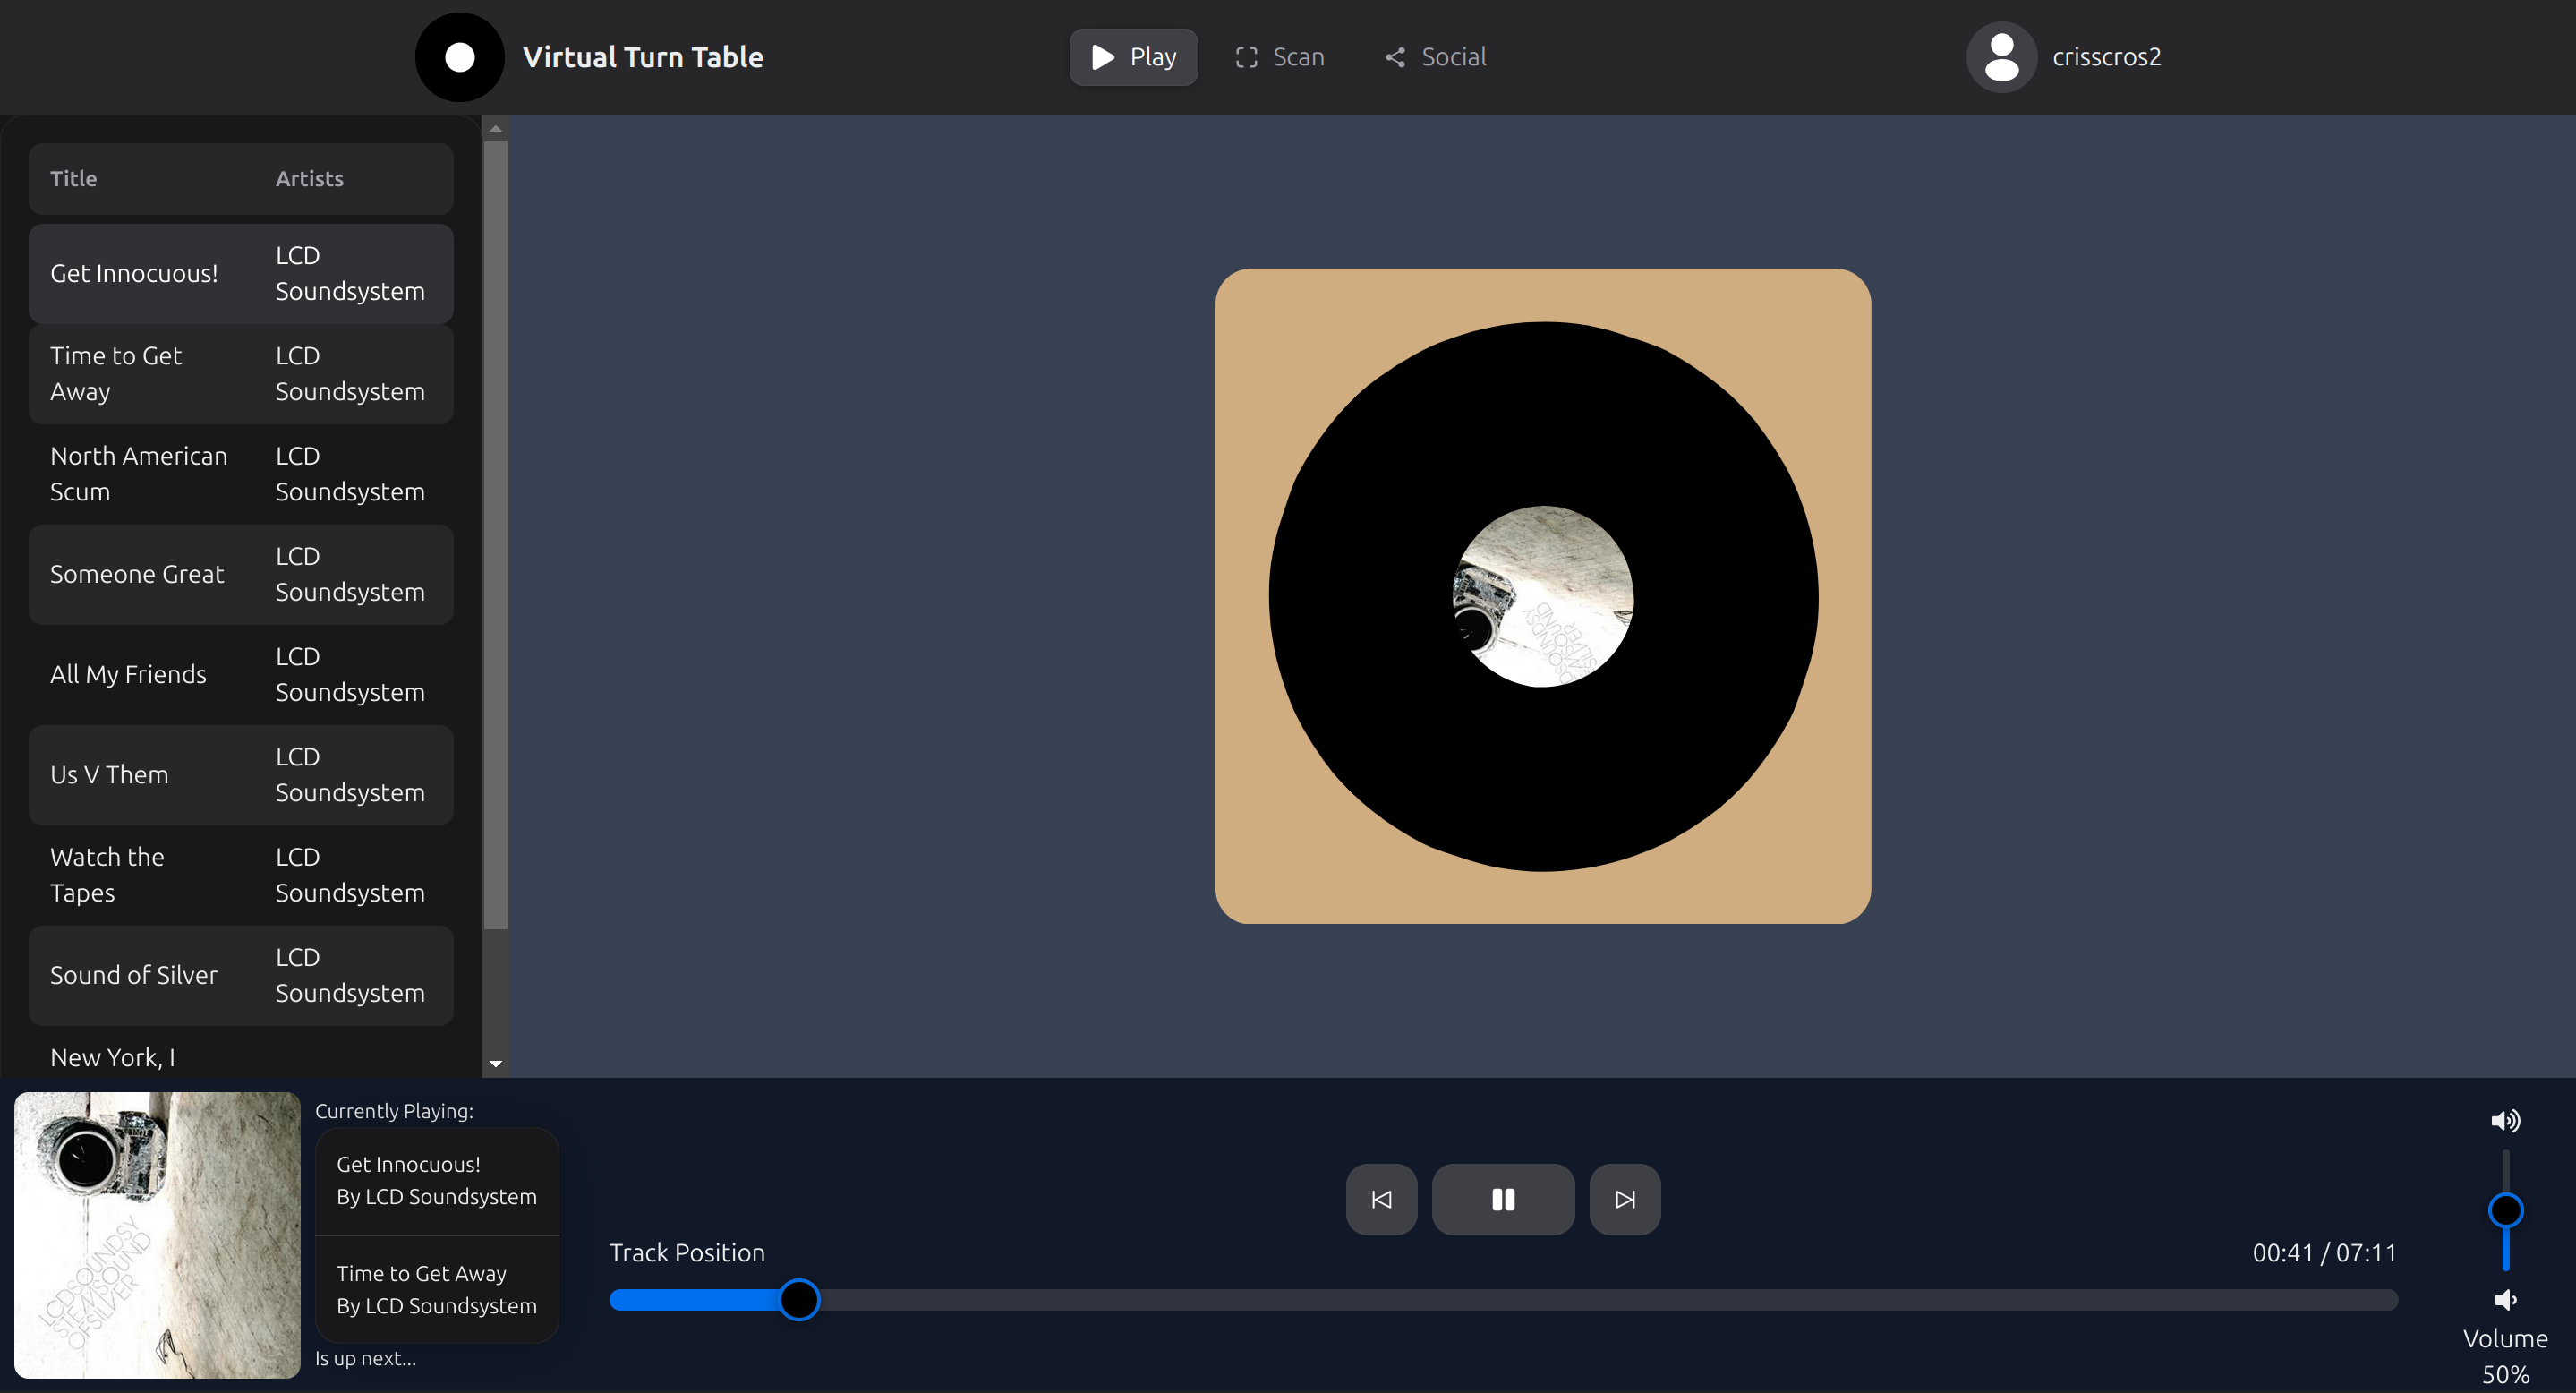 Virtual Turn Table
Play
Scan
Social
crisscros2
Title
Artists
Get Innocuous!
LCD
Soundsystem
Time to Get
Away
LCD
Soundsystem
North American
Scum
LCD
Soundsystem
Someone Great
LCD
Soundsystem
All My Friends
LCD
Soundsystem
Us V Them
LCD
Soundsystem
Watch the
Tapes
LCD
Soundsystem
Sound of Silver
LCD
Soundsystem
New York, I
LCDSOUNDSY
STEMSOUND
OFSILVER
Currently Playing:
Get Innocuous!
By LCD Soundsystem
Time to Get Away
By LCD Soundsystem
Is up next...
Track Position
00:41 / 07:11
Volume
50%